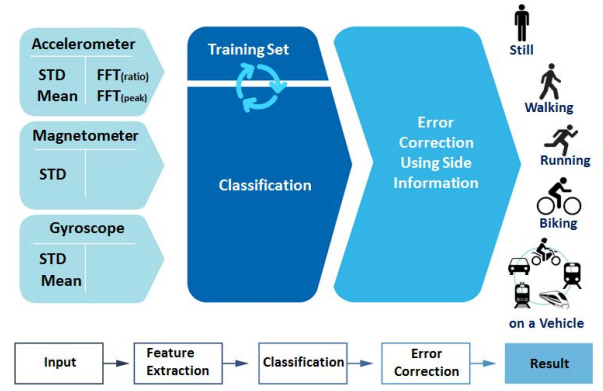 Accelerometer
STD FFT(ratio)
Mean FFT(peak)
Magnetometer
STD
Gyroscope
STD
Mean
Training Set
Classification
Error
Correction
Using Side
Information
Still
Walking
Running
Biking
on a Vehicle
Input
Feature
Extraction
Classification
Error
Correction
Result